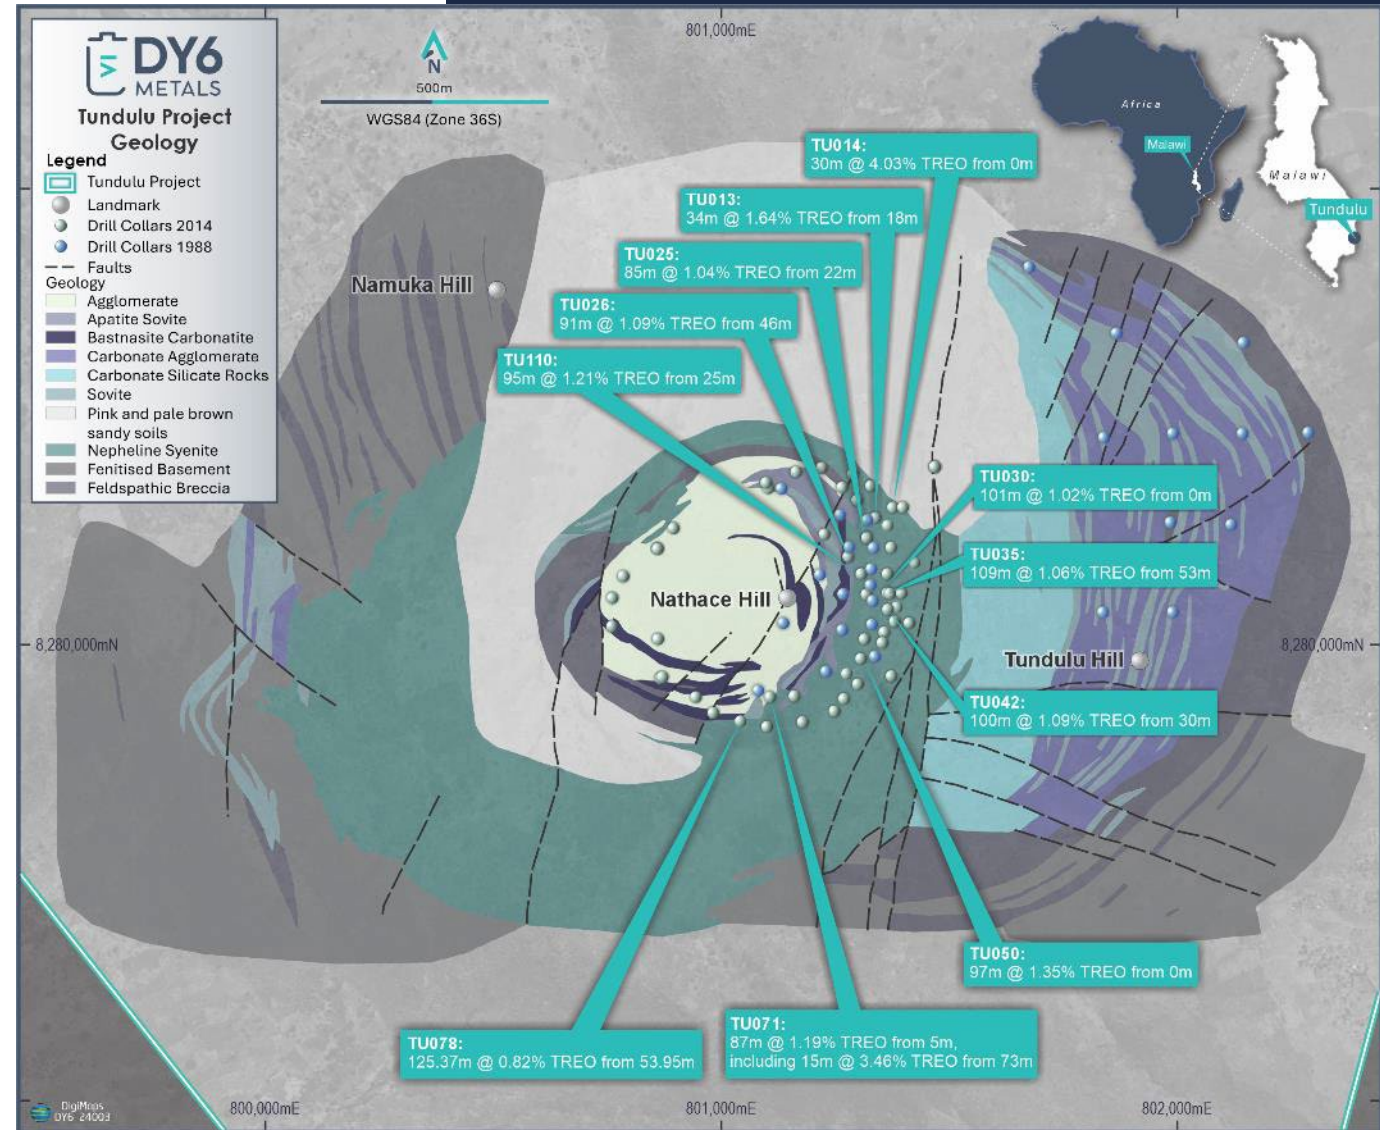 DY6
METALS
Tundulu Project
Geology
Legend
Tundulu Project
Landmark
Drill Collars 2014
Drill Collars 1988
Faults
Geology
Agglomerate
Apatite Sovite
Bastnasite Carbonatite
Carbonate Agglomerate
Carbonate Silicate Rocks
Sovite
Pink and pale brown
sandy soils
Nepheline Syenite
Fenitised Basement
Feldspathic Breccia
N
500m
WGS84 (Zone 36S)
801,000mE
Africa
Malawi
Malawi
Tundulu
TU014:
30m @ 4.03% TREO from 0m
TU013:
34m @ 1.64% TREO from 18m
TU025:
85m @ 1.04% TREO from 22m
TU026:
91m @ 1.09% TREO from 46m
TU110:
95m @ 1.21% TREO from 25m
Namuka Hill
TU030:
101m @ 1.02% TREO from 0m
TU035:
109m @ 1.06% TREO from 53m
Nathace Hill
8,280,000mN
Tundulu Hill
8,280,000mN
TU042:
100m @ 1.09% TREO from 30m
TU050:
97m @ 1.35% TREO from 0m
TU071:
87m @ 1.19% TREO from 5m,
including 15m @ 3.46% TREO from 73m
TU078:
125.37m @ 0.82% TREO from 53.95m
DigiMaps
DY6 24003
800,000mE
801,000mE
802,000mE